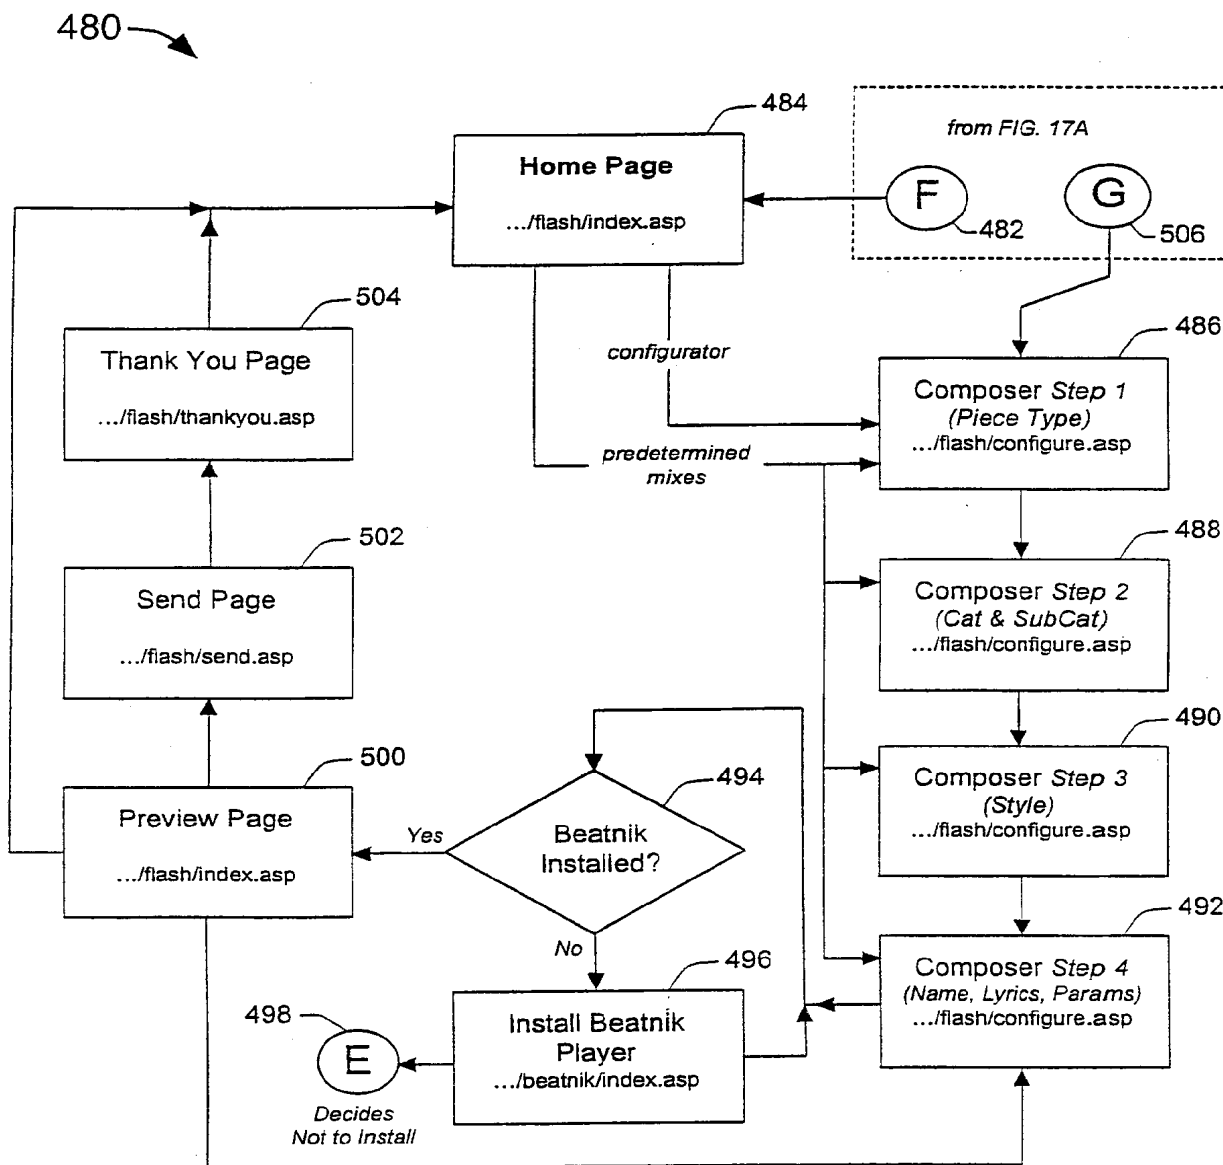 480
484
Home Page
.../flash/index.asp
from FIG. 17A
F
482
G
506
504
Thank You Page
.../flash/thankyou.asp
configurator
predetermined
mixes
486
Composer Step 1
(Piece Type)
.../flash/configure.asp
502
Send Page
.../flash/send.asp
488
Composer Step 2
(Cat & SubCat)
.../flash/configure.asp
500
Preview Page
.../flash/index.asp
Yes
494
Beatnik
Installed?
No
490
Composer Step 3
(Style)
.../flash/configure.asp
492
Composer Step 4
(Name, Lyrics, Params)
.../flash/configure.asp
496
Install Beatnik
Player
.../beatnik/index.asp
498
E
Decides
Not to Install